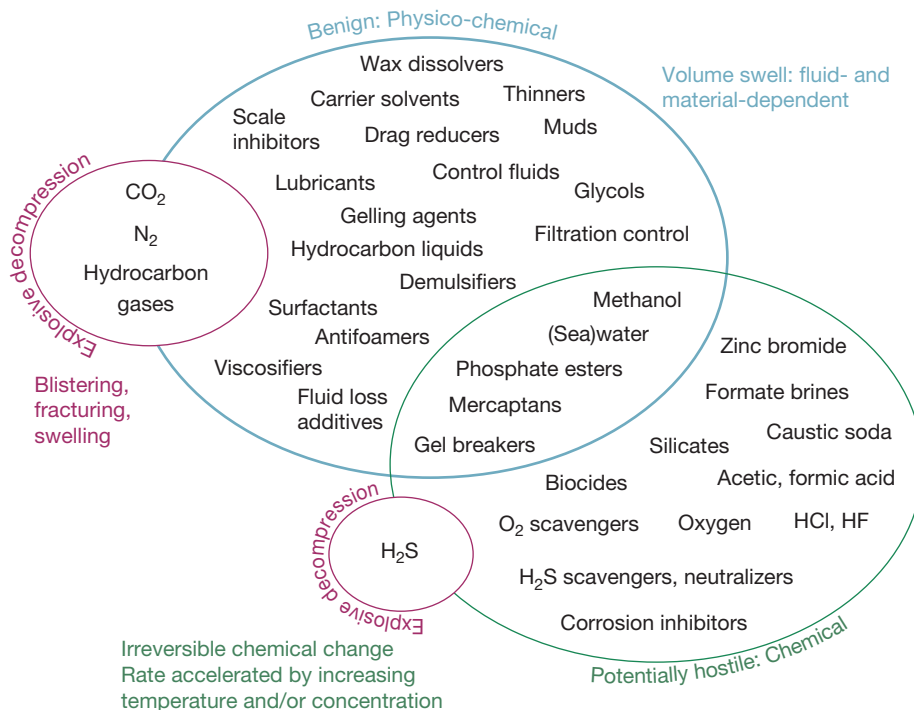 Benign: Physico-chemical
Wax dissolvers
Volume swell: fluid- and
material-dependent
Carrier solvents
Thinners
Scale
inhibitors
Drag reducers
Muds
Explosive decompression
CO₂
N₂
Hydrocarbon
gases
Lubricants
Control fluids
Glycols
Gelling agents
Filtration control
Hydrocarbon liquids
Demulsifiers
Surfactants
Methanol
Antifoamers
(Sea)water
Zinc bromide
Viscosifiers
Phosphate esters
Blistering,
fracturing,
swelling
Fluid loss
additives
Mercaptans
Formate brines
Gel breakers
Silicates
Caustic soda
Biocides
Acetic, formic acid
Explosive decompression
H₂S
O₂ scavengers
Oxygen
HCl, HF
H₂S scavengers, neutralizers
Corrosion inhibitors
Potentially hostile: Chemical
Irreversible chemical change
Rate accelerated by increasing
temperature and/or concentration